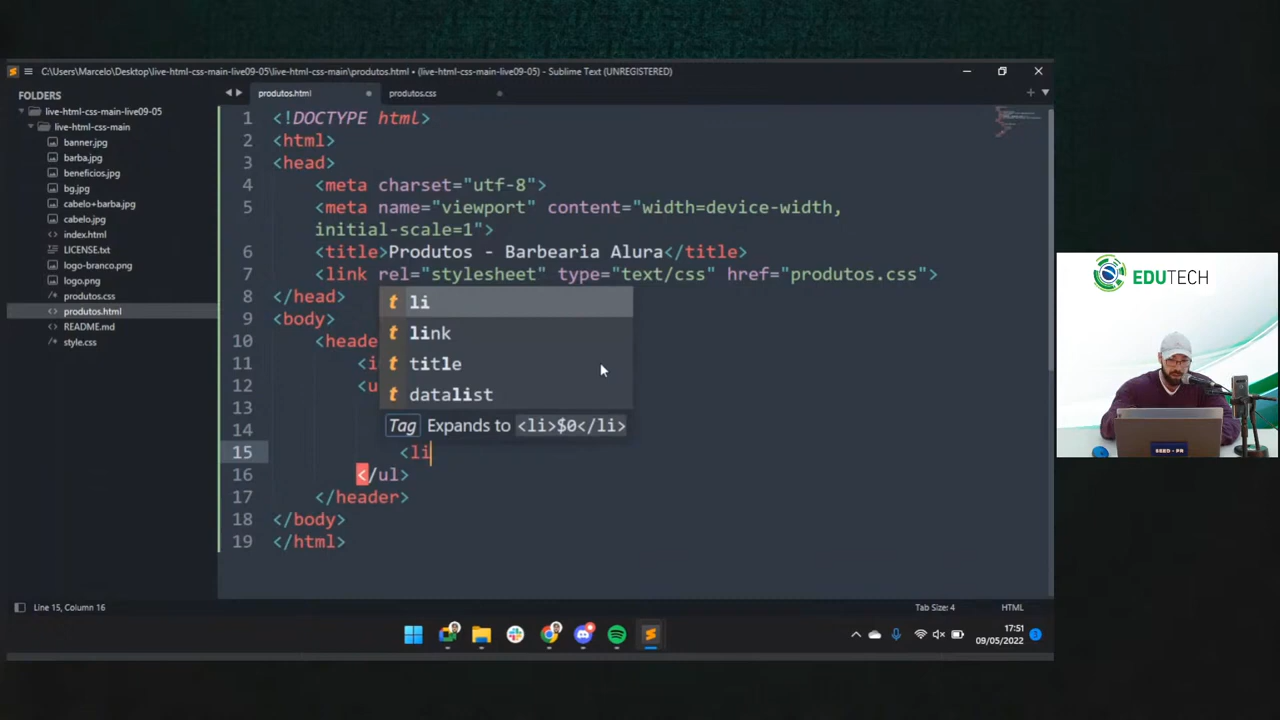 C:\Users\Marcelo\Desktop\live-html-css-main-live09-05\live-html-css-main\produtos.html • (live-html-css-main-live09-05) - Sublime Text (UNREGISTERED)
FOLDERS
live-html-css-main-live09-05
live-html-css-main
banner.jpg
barba.jpg
beneficios.jpg
bg.jpg
cabelo+barba.jpg
cabelo.jpg
index.html
LICENSE.txt
logo-branco.png
logo.png
produtos.css
produtos.html
README.md
style.css
produtos.html
produtos.css
1 <!DOCTYPE html>
2 <html>
3 <head>
4 <meta charset="utf-8">
5 <meta name="viewport" content="width=device-width,
initial-scale=1">
6 <title>Produtos - Barbearia Alura</title>
7 <link rel="stylesheet" type="text/css" href="produtos.css">
8 </head>
9 <body>
10 <heade
11 <i
12 <u
13
14
15 <li
16 </ul>
17 </header>
18 </body>
19 </html>
t li
t link
t title
t datalist
Tag Expands to <li>$0</li>
EDUTECH
SEED - PR
Line 15, Column 16
Tab Size: 4
HTML
17:51
09/05/2022